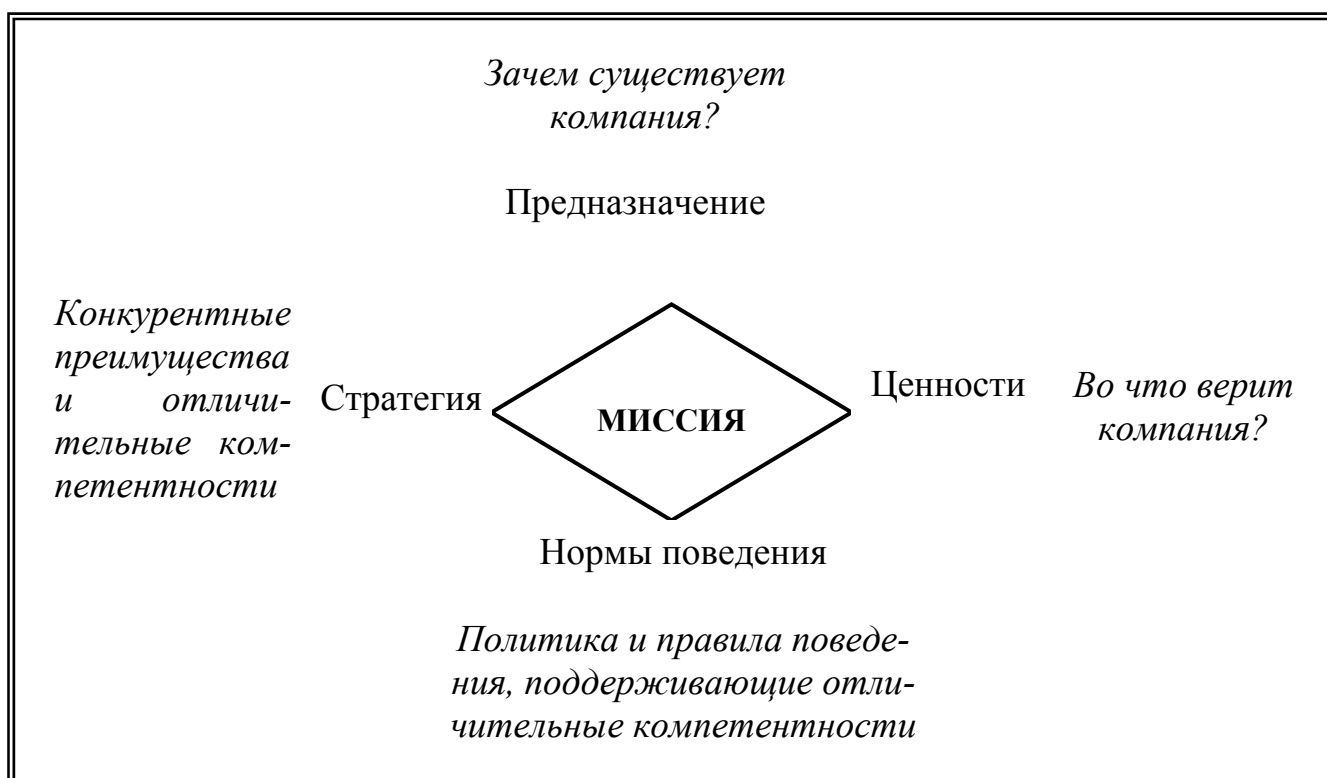 Зачем существует
компания?
Предназначение
Конкурентные
преимущества
и отличи-
тельные ком-
петентности
Стратегия
МИССИЯ
Ценности
Во что верит
компания?
Нормы поведения
Политика и правила поведе-
ния, поддерживающие отли-
чительные компетентности